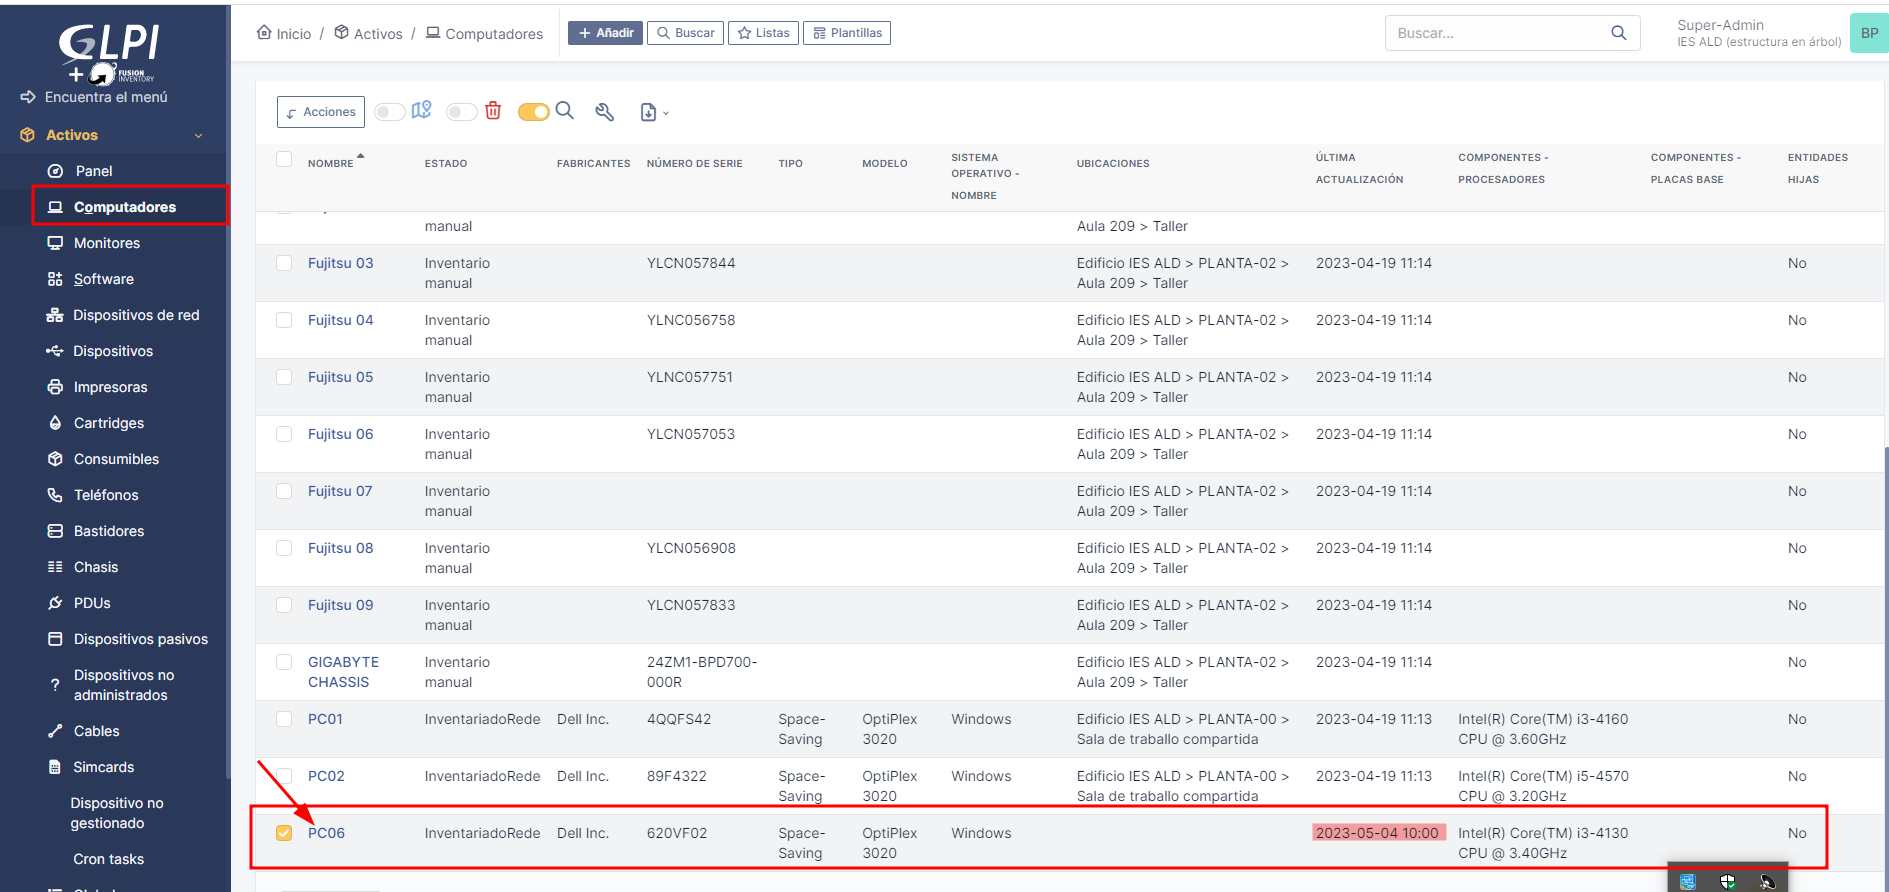 GLPI
FUSION
INVENTORY
Encuentra el menú
Activos
Panel
Computadores
Monitores
Software
Dispositivos de red
Dispositivos
Impresoras
Cartridges
Consumibles
Teléfonos
Bastidores
Chasis
PDUs
Dispositivos pasivos
Dispositivos no
administrados
Cables
Simcards
Dispositivo no
gestionado
Cron tasks
Inicio / Activos / Computadores
Añadir Buscar Listas Plantillas
Buscar...
Super-Admin
IES ALD (estructura en árbol)
BP
Acciones
NOMBRE ESTADO FABRICANTES NÚMERO DE SERIE TIPO MODELO SISTEMA OPERATIVO - NOMBRE UBICACIONES ÚLTIMA ACTUALIZACIÓN COMPONENTES - PROCESADORES COMPONENTES - PLACAS BASE ENTIDADES HIJAS
manual Aula 209 > Taller
Fujitsu 03 Inventario YLCN057844 Edificio IES ALD > PLANTA-02 > 2023-04-19 11:14 No
manual Aula 209 > Taller
Fujitsu 04 Inventario YLNC056758 Edificio IES ALD > PLANTA-02 > 2023-04-19 11:14 No
manual Aula 209 > Taller
Fujitsu 05 Inventario YLNC057751 Edificio IES ALD > PLANTA-02 > 2023-04-19 11:14 No
manual Aula 209 > Taller
Fujitsu 06 Inventario YLCN057053 Edificio IES ALD > PLANTA-02 > 2023-04-19 11:14 No
manual Aula 209 > Taller
Fujitsu 07 Inventario Edificio IES ALD > PLANTA-02 > 2023-04-19 11:14 No
manual Aula 209 > Taller
Fujitsu 08 Inventario YLCN056908 Edificio IES ALD > PLANTA-02 > 2023-04-19 11:14 No
manual Aula 209 > Taller
Fujitsu 09 Inventario YLCN057833 Edificio IES ALD > PLANTA-02 > 2023-04-19 11:14 No
manual Aula 209 > Taller
GIGABYTE Inventario 24ZM1-BPD700- Edificio IES ALD > PLANTA-02 > 2023-04-19 11:14 No
CHASSIS manual 000R Aula 209 > Taller
PC01 InventariadoRede Dell Inc. 4QQFS42 Space- OptiPlex Windows Edificio IES ALD > PLANTA-00 > 2023-04-19 11:13 Intel(R) Core(TM) i3-4160 No
Saving 3020 Sala de traballo compartida CPU @ 3.60GHz
PC02 InventariadoRede Dell Inc. 89F4322 Space- OptiPlex Windows Edificio IES ALD > PLANTA-00 > 2023-04-19 11:13 Intel(R) Core(TM) i5-4570 No
Saving 3020 Sala de traballo compartida CPU @ 3.20GHz
PC06 InventariadoRede Dell Inc. 620VF02 Space- OptiPlex Windows 2023-05-04 10:00 Intel(R) Core(TM) i3-4130 No
Saving 3020 CPU @ 3.40GHz